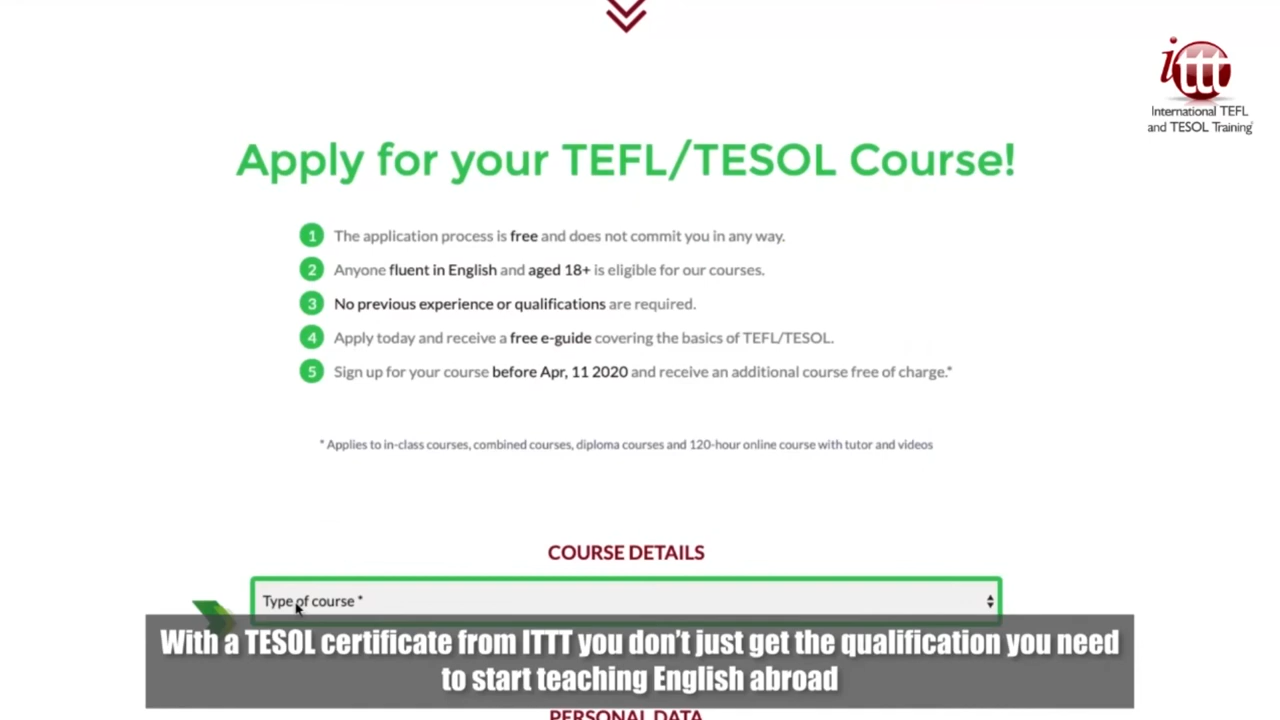 ittt
International TEFL
and TESOL Training
Apply for your TEFL/TESOL Course!
1 The application process is free and does not commit you in any way.
2 Anyone fluent in English and aged 18+ is eligible for our courses.
3 No previous experience or qualifications are required.
4 Apply today and receive a free e-guide covering the basics of TEFL/TESOL.
5 Sign up for your course before Apr, 11 2020 and receive an additional course free of charge.*
* Applies to in-class courses, combined courses, diploma courses and 120-hour online course with tutor and videos
COURSE DETAILS
Type of course *
With a TESOL certificate from ITTT you don't just get the qualification you need
to start teaching English abroad
PERSONAL DATA